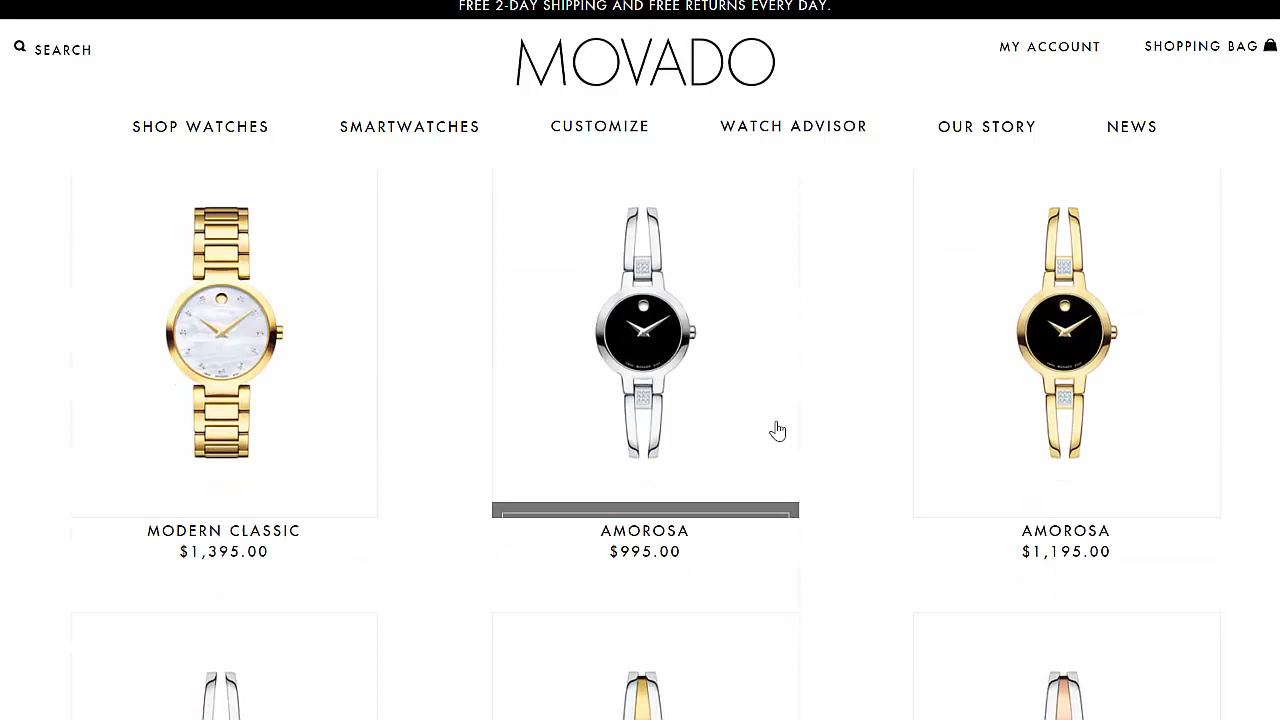 FREE 2-DAY SHIPPING AND FREE RETURNS EVERY DAY.
SEARCH
MOVADO
MY ACCOUNT
SHOPPING BAG
SHOP WATCHES
SMARTWATCHES
CUSTOMIZE
WATCH ADVISOR
OUR STORY
NEWS
MODERN CLASSIC
$1,395.00
AMOROSA
$995.00
AMOROSA
$1,195.00